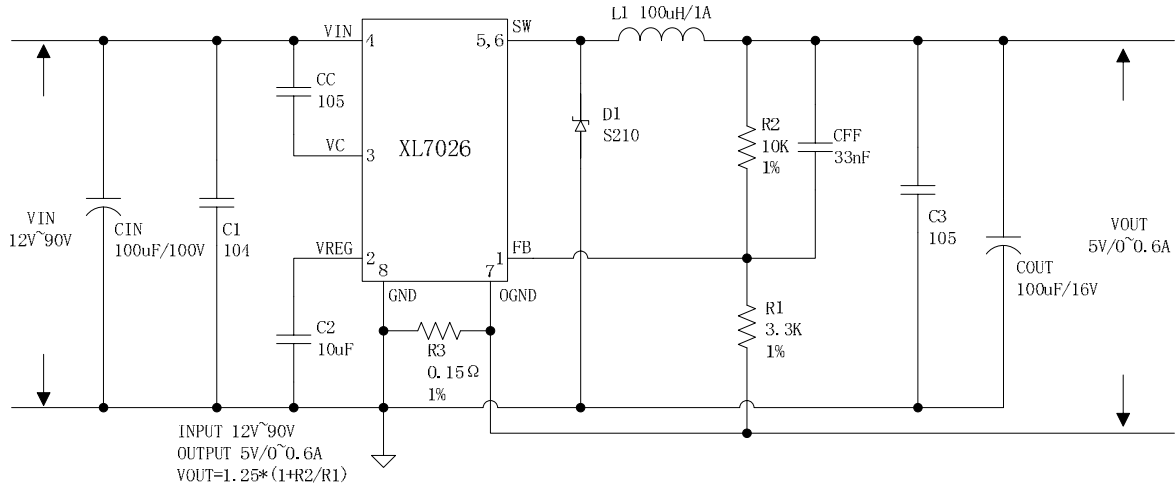 L1 100uH/1A
VIN
4
5,6
SW
CC
105
D1
S210
R2
10K
1%
CFF
33nF
VC
3
XL7026
VIN
12V~90V
CIN
100uF/100V
C1
104
C3
105
VOUT
5V/0~0.6A
VREG
2
1
FB
8
7
GND
OGND
COUT
100uF/16V
C2
10uF
R3
0.15Ω
1%
R1
3.3K
1%
INPUT 12V~90V
OUTPUT 5V/0~0.6A
VOUT=1.25*(1+R2/R1)